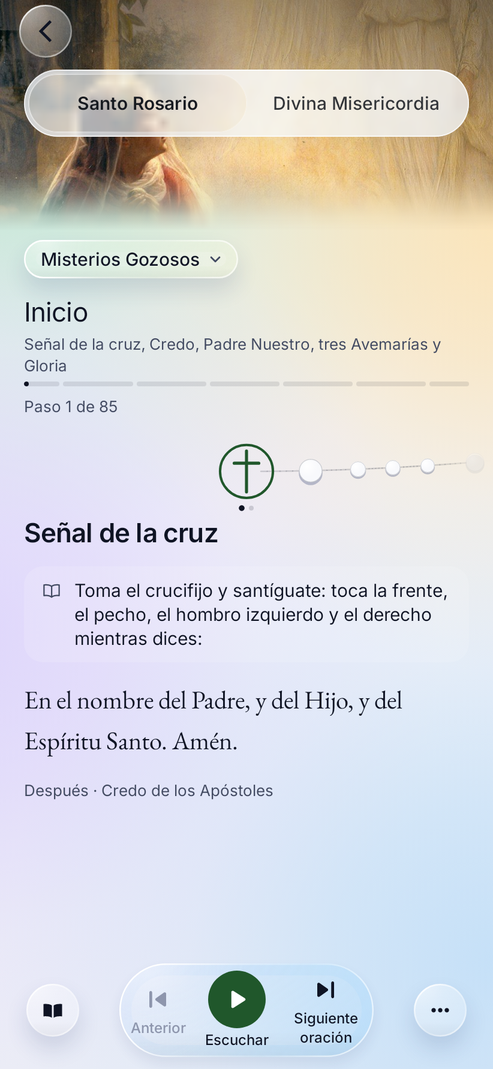 Santo Rosario
Divina Misericordia
Misterios Gozosos
Inicio
Señal de la cruz, Credo, Padre Nuestro, tres Avemarías y
Gloria
Paso 1 de 85
Señal de la cruz
Toma el crucifijo y santíguate: toca la frente,
el pecho, el hombro izquierdo y el derecho
mientras dices:
En el nombre del Padre, y del Hijo, y del
Espíritu Santo. Amén.
Después · Credo de los Apóstoles
Anterior
Escuchar
Siguiente
oración